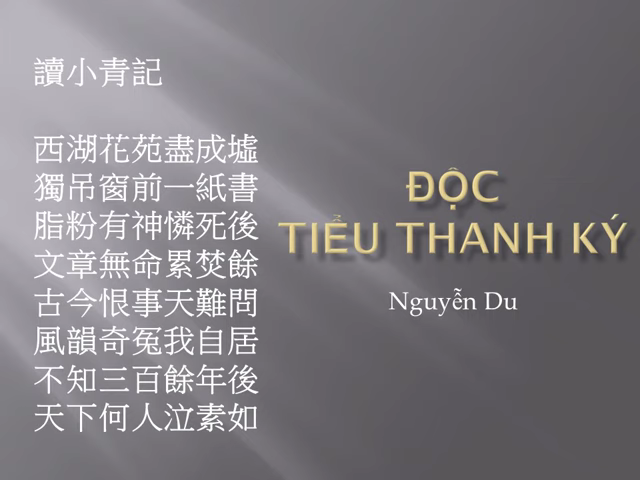 讀小青記
西湖花苑盡成墟
獨吊窗前一紙書
脂粉有神憐死後
文章無命累焚餘
古今恨事天難問
風韻奇冤我自居
不知三百餘年後
天下何人泣素如
ĐỘC
TIỂU THANH KÝ
Nguyễn Du